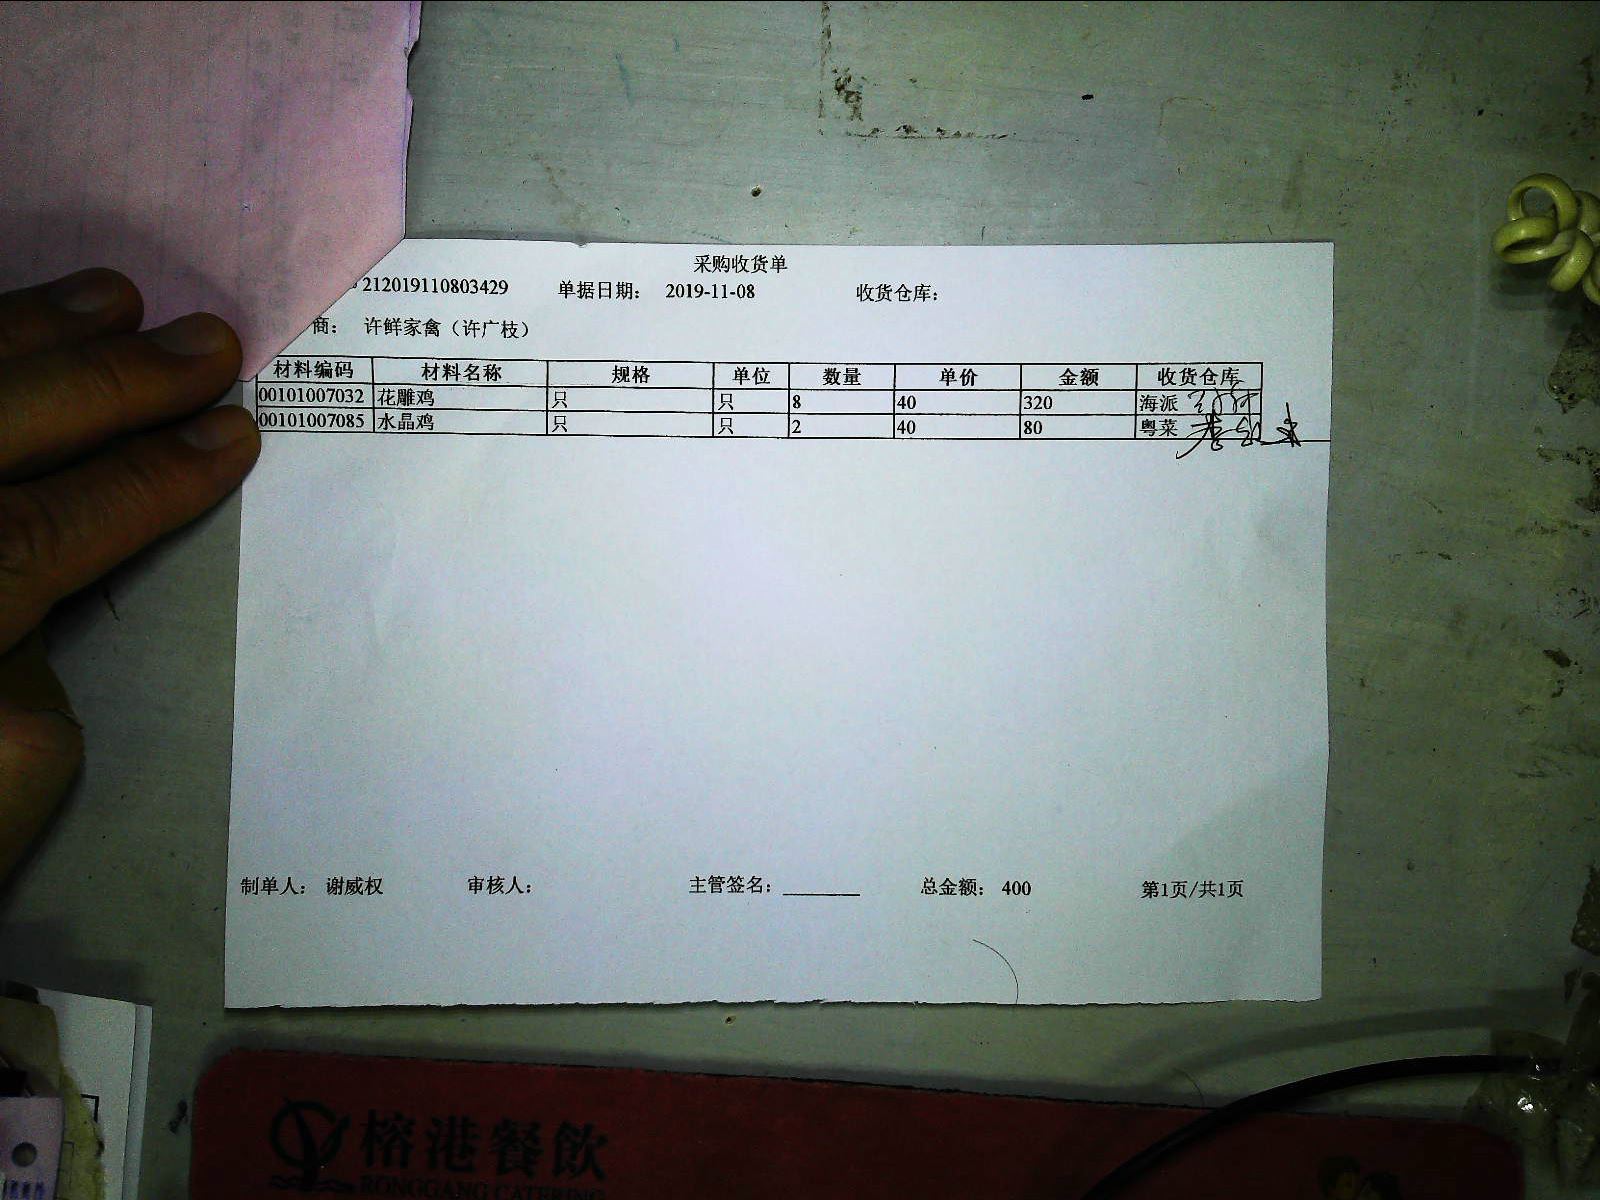 采购收货单
212019110803429 单据日期： 2019-11-08 收货仓库：
商： 许鲜家禽（许广枝）
材料编码 材料名称 规格 单位 数量 单价 金额 收货仓库
00101007032 花雕鸡 只 只 8 40 320 海派
00101007085 水晶鸡 只 只 2 40 80 粤菜
制单人： 谢威权 审核人： 主管签名： 总金额： 400 第1页/共1页
榕港餐飲
RONGGANG CATERING